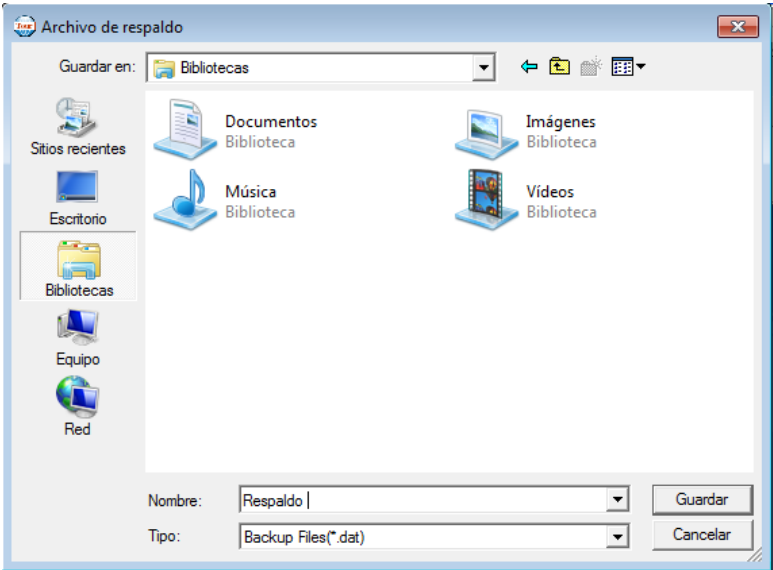 Archivo de respaldo
Guardar en: Bibliotecas
Sitios recientes
Escritorio
Bibliotecas
Equipo
Red
Documentos
Biblioteca
Imágenes
Biblioteca
Música
Biblioteca
Vídeos
Biblioteca
Nombre: Respaldo Guardar
Tipo: Backup Files(*.dat) Cancelar